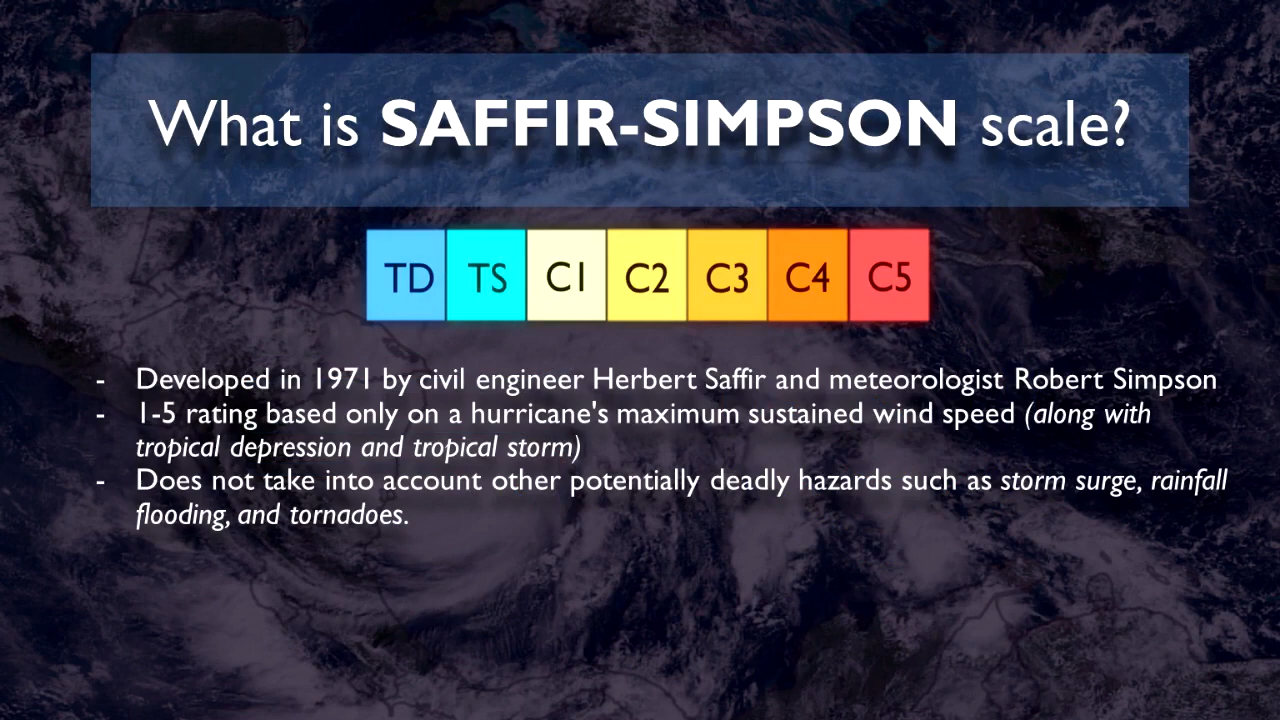 What is SAFFIR-SIMPSON scale?
TD TS C1 C2 C3 C4 C5
- Developed in 1971 by civil engineer Herbert Saffir and meteorologist Robert Simpson
- 1-5 rating based only on a hurricane's maximum sustained wind speed (along with
tropical depression and tropical storm)
- Does not take into account other potentially deadly hazards such as storm surge, rainfall
flooding, and tornadoes.